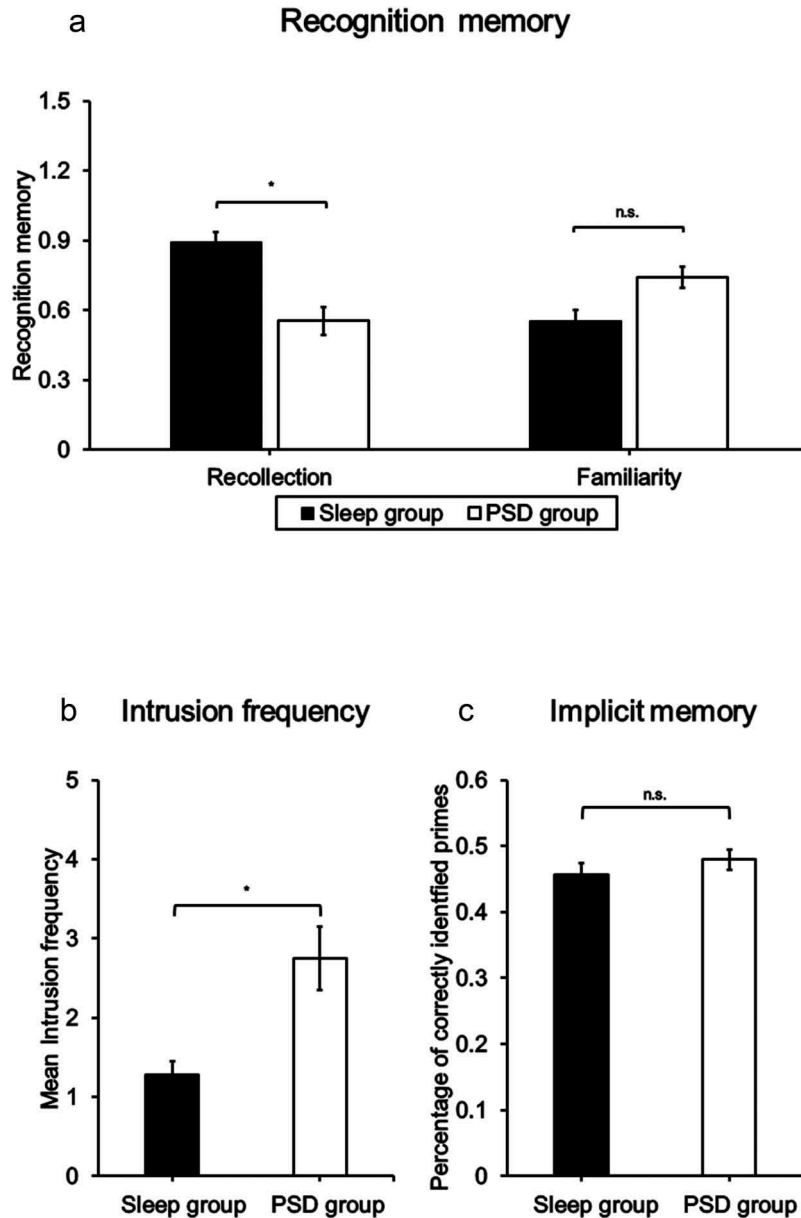 a Recognition memory
Recognition memory
1.5
1.2
0.9
0.6
0.3
0
*
n.s.
Recollection Familiarity
Sleep group PSD group
b Intrusion frequency
Mean Intrusion frequency
5
4
3
2
1
0
*
Sleep group PSD group
c Implicit memory
Percentage of correctly identfied primes
0.6
0.5
0.4
0.3
0.2
0.1
0
n.s.
Sleep group PSD group